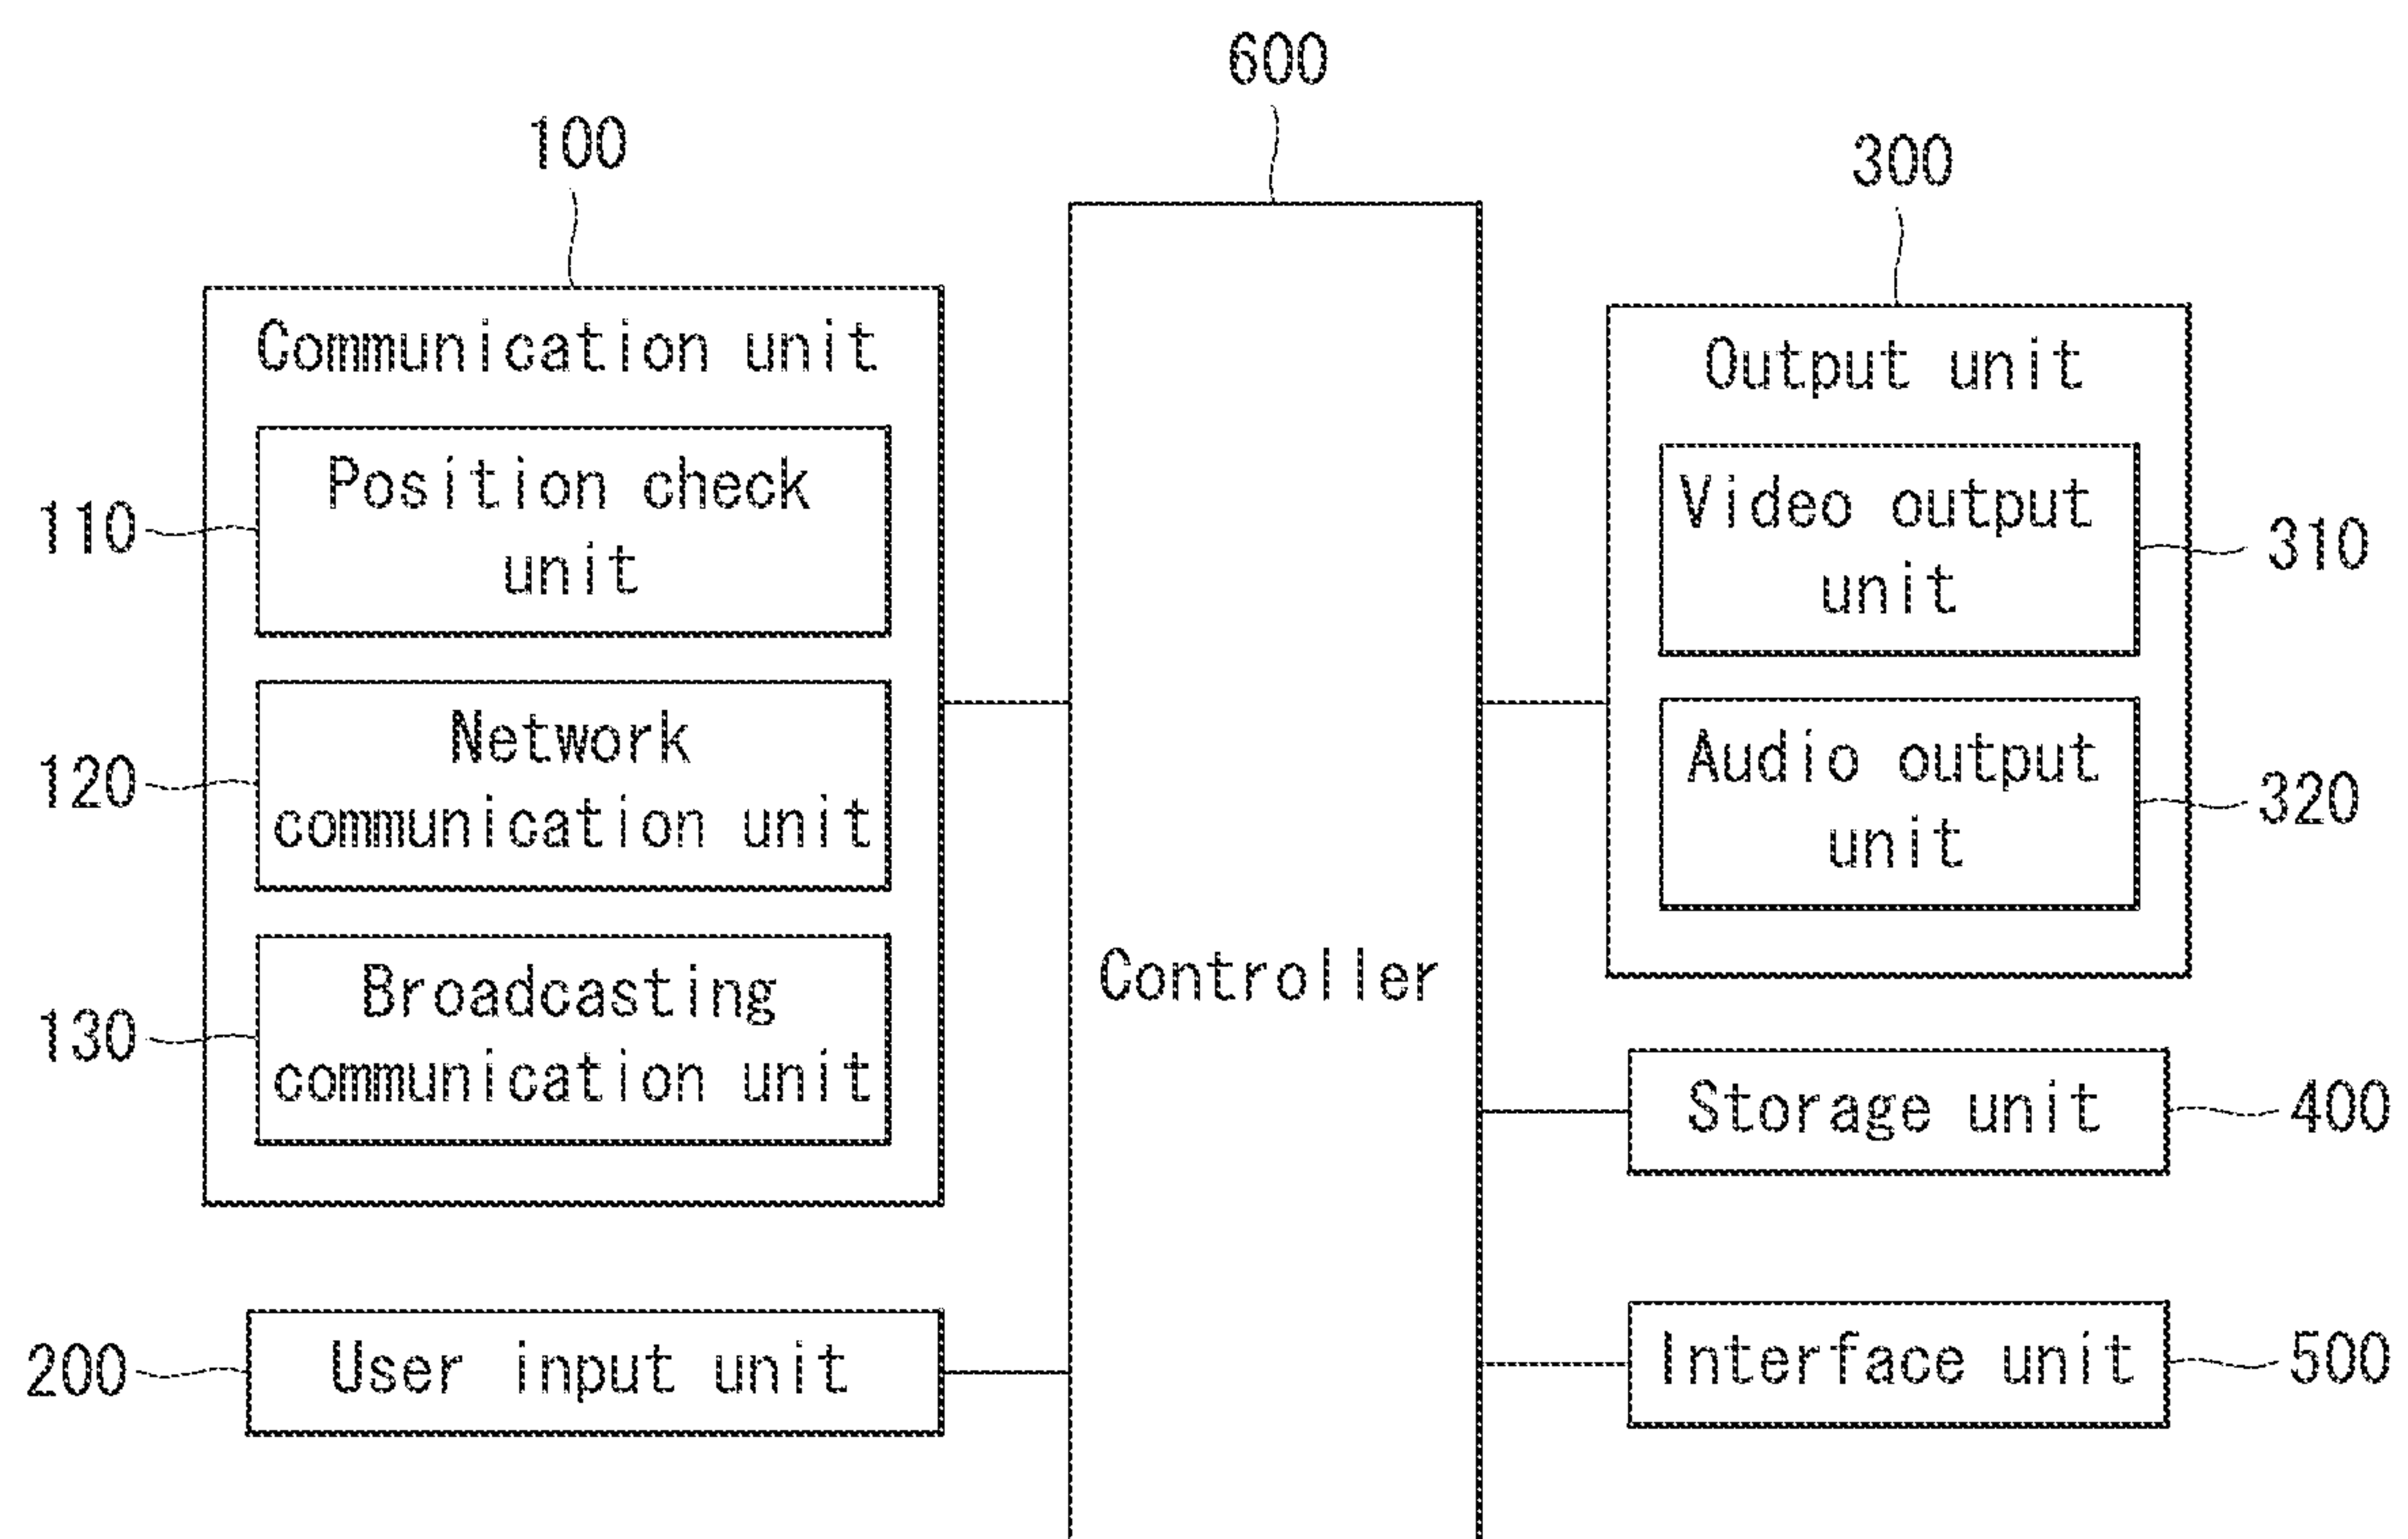 600
100
300
Communication unit
Position check
unit
110
Network
communication unit
120
Broadcasting
communication unit
130
User input unit
200
Controller
Output unit
Video output
unit
310
Audio output
unit
320
Storage unit
400
Interface unit
500